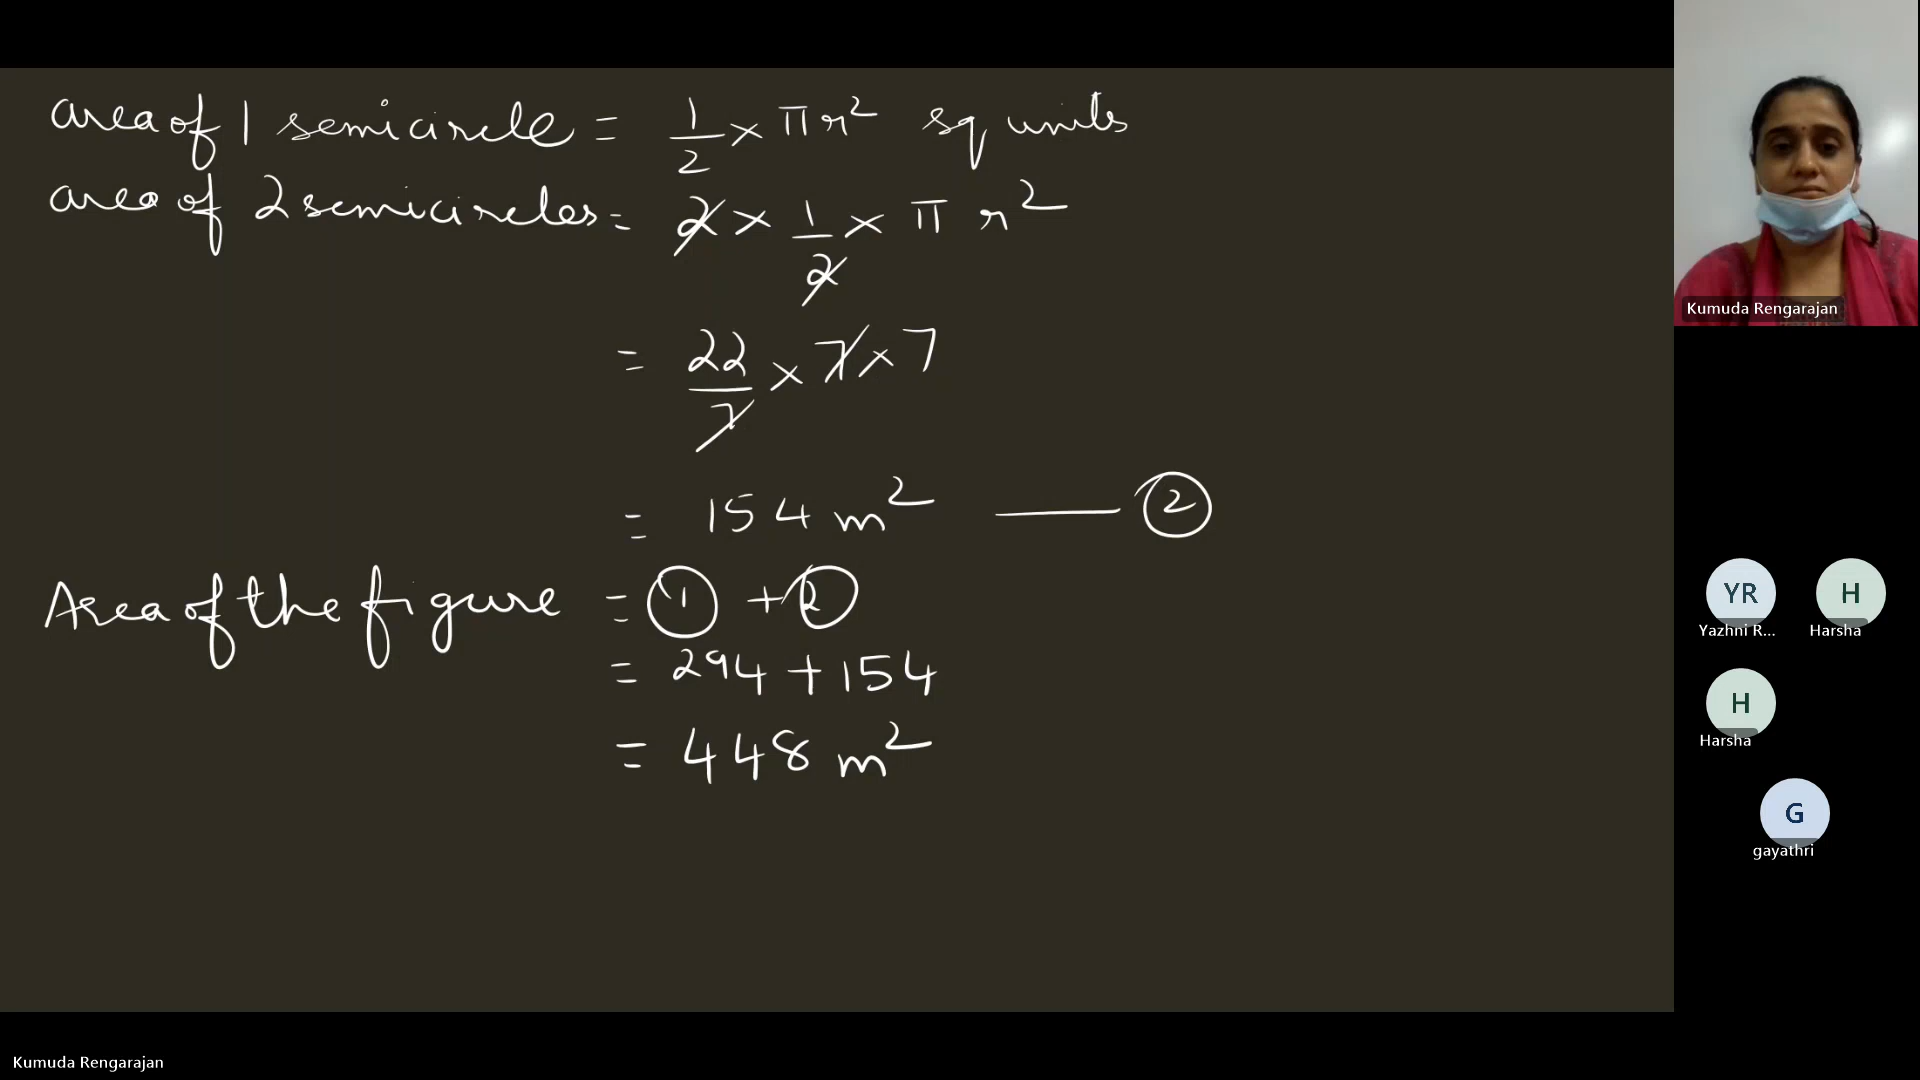 area of 1 semicircle = 1/2 × πr² sq units
area of 2 semicircles = 2 × 1/2 × π r²
= 22/7 × 7 × 7
= 154 m² —— ②
Area of the figure = ① + ②
= 294 + 154
= 448 m²
Kumuda Rengarajan
YR
Yazhni R...
H
Harsha
H
Harsha
G
gayathri
Kumuda Rengarajan